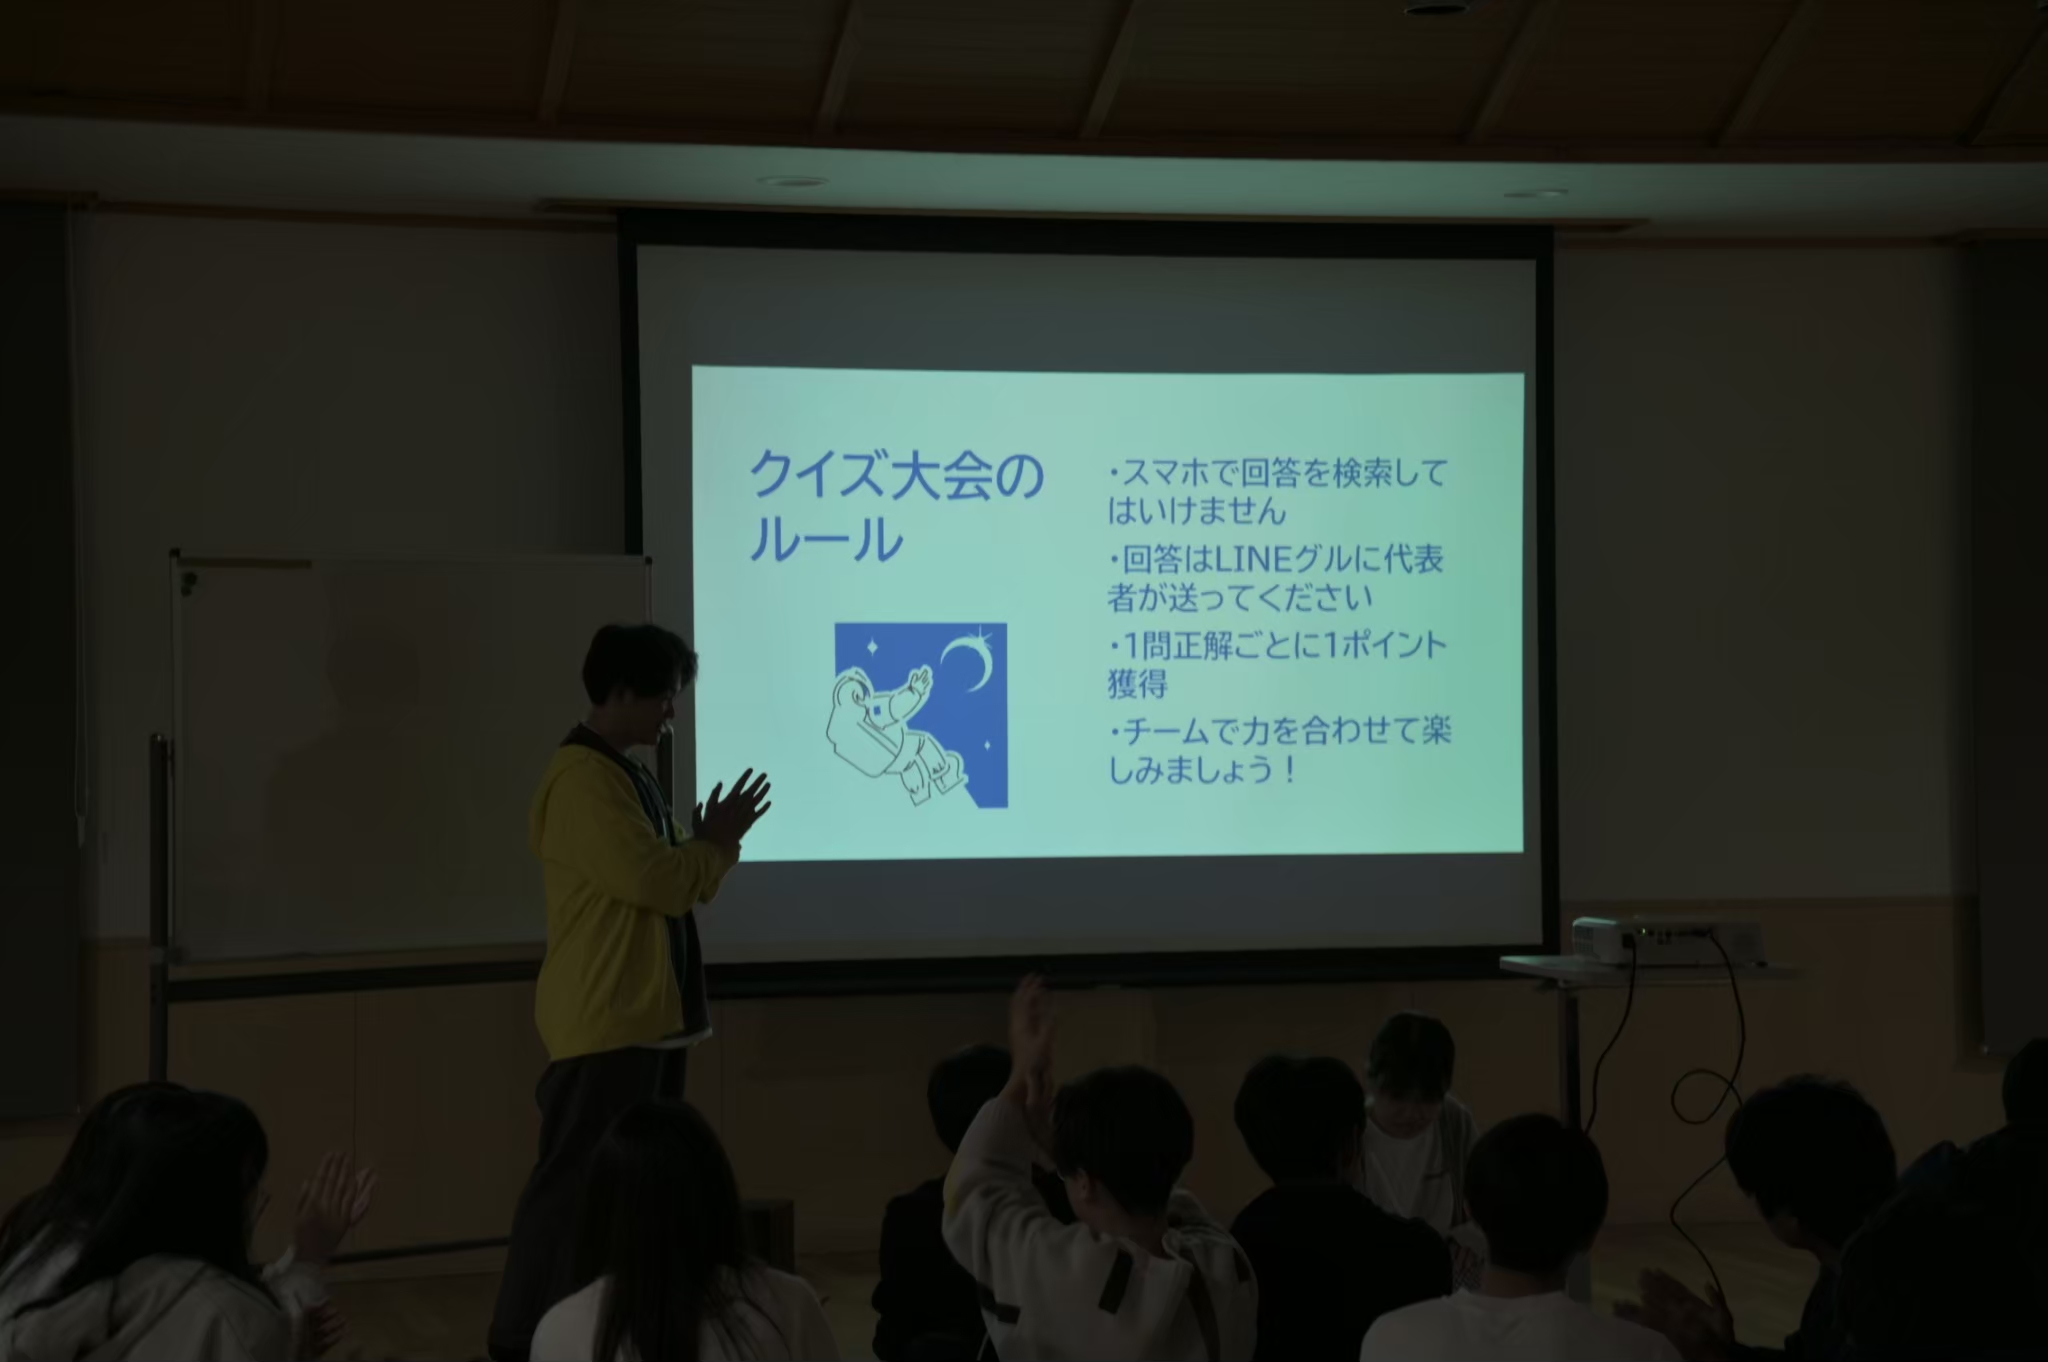 クイズ大会の
ルール
・スマホで回答を検索して
はいけません
・回答はLINEグルに代表
者が送ってください
・1問正解ごとに1ポイント
獲得
・チームで力を合わせて楽
しみましょう！